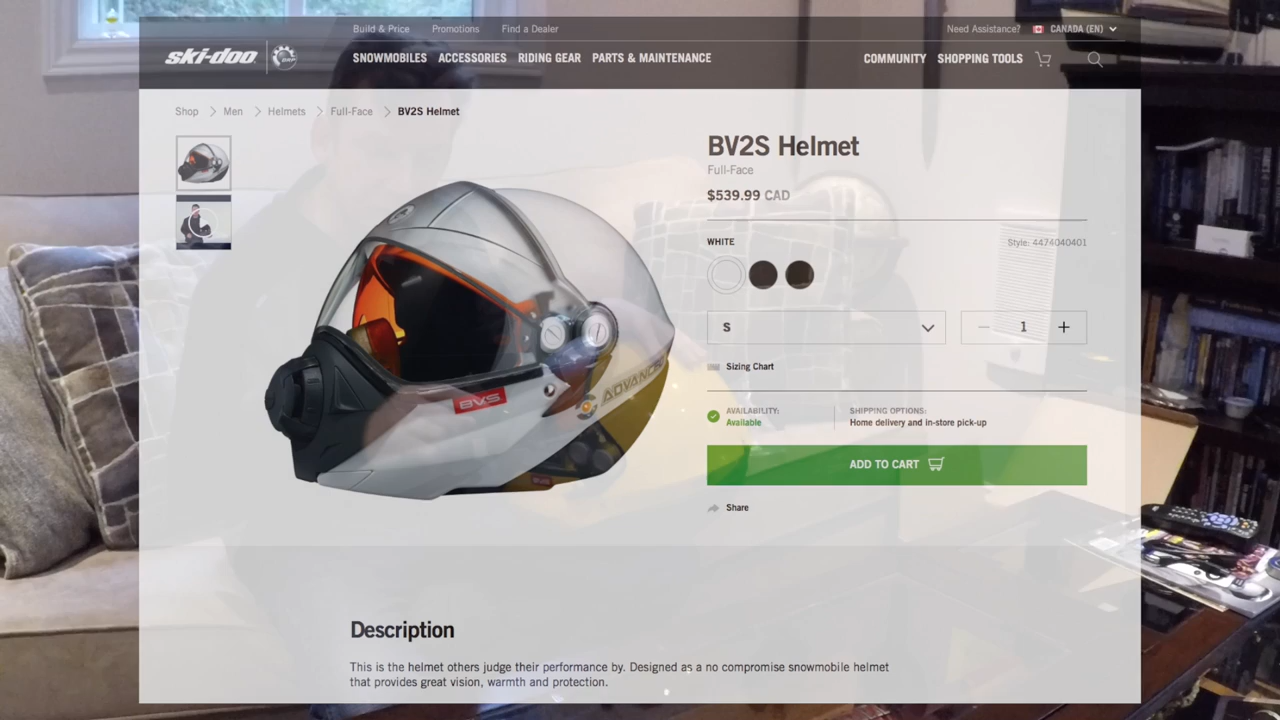 Build & Price Promotions Find a Dealer Need Assistance? CANADA (EN)
ski-doo BRP SNOWMOBILES ACCESSORIES RIDING GEAR PARTS & MAINTENANCE COMMUNITY SHOPPING TOOLS
Shop Men Helmets Full-Face BV2S Helmet
BV2S Helmet
Full-Face
$539.99 CAD
WHITE Style: 4474040401
S 1
Sizing Chart
BVS
ADVANCE
AVAILABILITY:
Available
SHIPPING OPTIONS:
Home delivery and in-store pick-up
ADD TO CART
Share
Description
This is the helmet others judge their performance by. Designed as a no compromise snowmobile helmet
that provides great vision, warmth and protection.